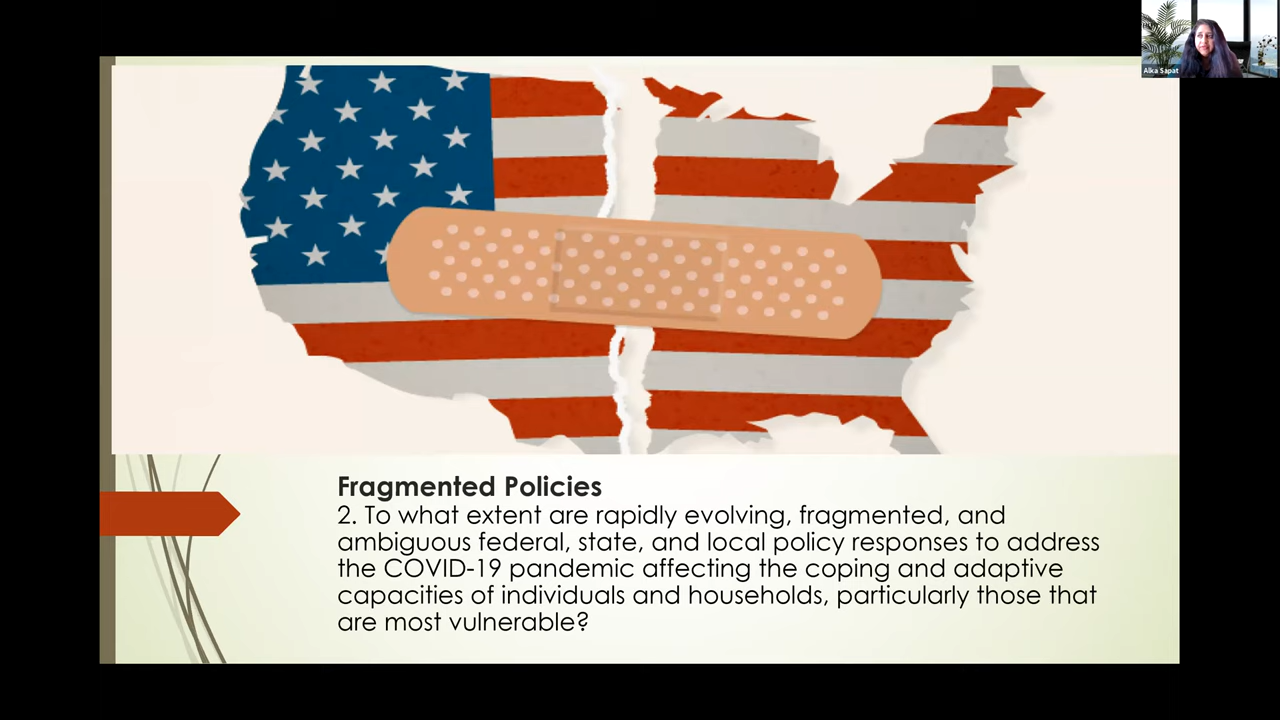 Alka Sapat
Fragmented Policies
2. To what extent are rapidly evolving, fragmented, and
ambiguous federal, state, and local policy responses to address
the COVID-19 pandemic affecting the coping and adaptive
capacities of individuals and households, particularly those that
are most vulnerable?